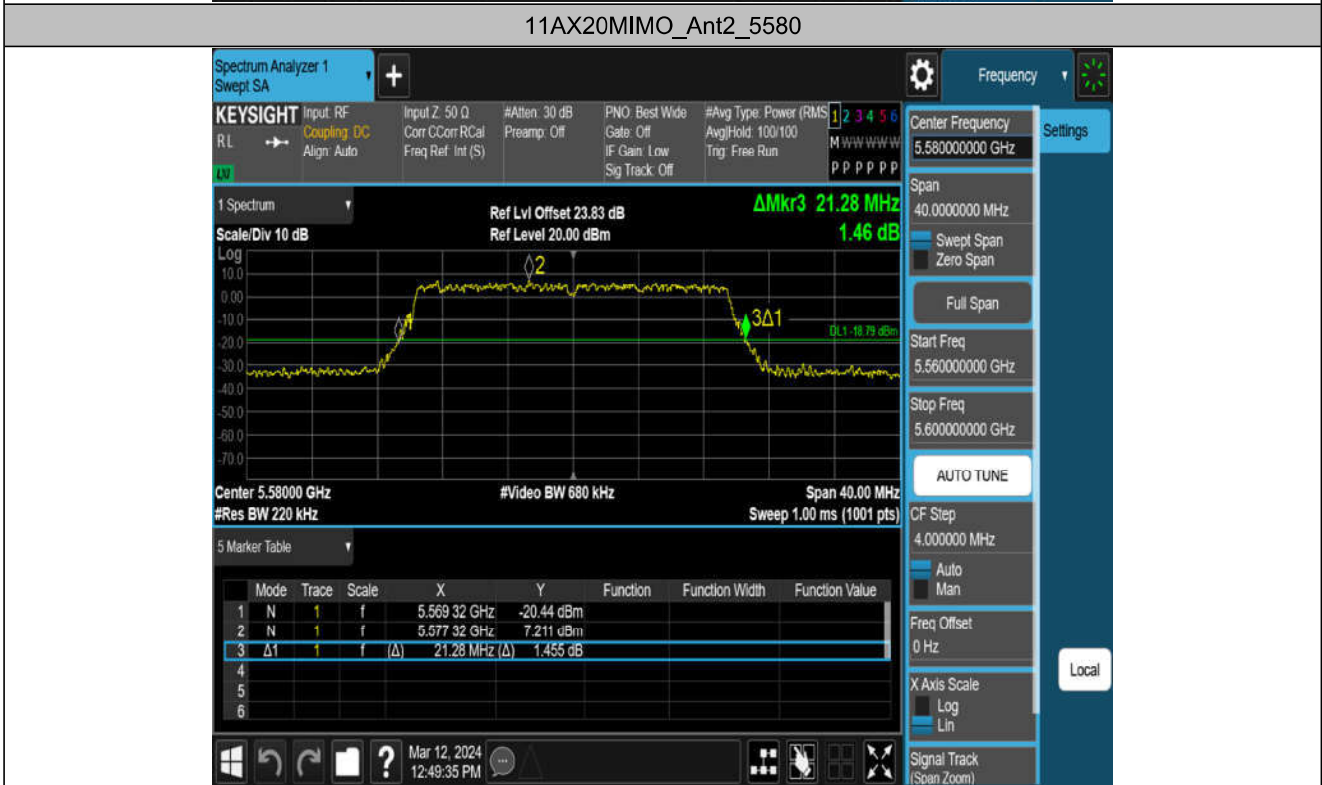 11AX20MIMO_Ant2_5580
Spectrum Analyzer 1
Swept SA
+
Frequency
KEYSIGHT
RL
LXI
Input: RF
Coupling: DC
Align: Auto
Input Z: 50 Ω
Corr CCorr RCal
Freq Ref: Int (S)
#Atten: 30 dB
Preamp: Off
PNO: Best Wide
Gate: Off
IF Gain: Low
Sig Track: Off
#Avg Type: Power (RMS
Avg|Hold: 100/100
Trig: Free Run
1 2 3 4 5 6
M W W W W W
P P P P P P
Center Frequency
5.580000000 GHz
Settings
1 Spectrum
Scale/Div 10 dB
Ref Lvl Offset 23.83 dB
Ref Level 20.00 dBm
ΔMkr3 21.28 MHz
1.46 dB
Span
40.0000000 MHz
Swept Span
Zero Span
Full Span
Start Freq
5.560000000 GHz
Stop Freq
5.600000000 GHz
AUTO TUNE
CF Step
4.000000 MHz
Auto
Man
Freq Offset
0 Hz
X Axis Scale
Log
Lin
Signal Track
(Span Zoom)
Local
Log
10.0
0.00
-10.0
-20.0
-30.0
-40.0
-50.0
-60.0
-70.0
2
3Δ1
DL1 -18.79 dBm
Center 5.58000 GHz
#Video BW 680 kHz
Span 40.00 MHz
#Res BW 220 kHz
Sweep 1.00 ms (1001 pts)
5 Marker Table
Mode Trace Scale X Y Function Function Width Function Value
1 N 1 f 5.569 32 GHz -20.44 dBm
2 N 1 f 5.577 32 GHz 7.211 dBm
3 Δ1 1 f (Δ) 21.28 MHz (Δ) 1.455 dB
4
5
6
?
Mar 12, 2024
12:49:35 PM